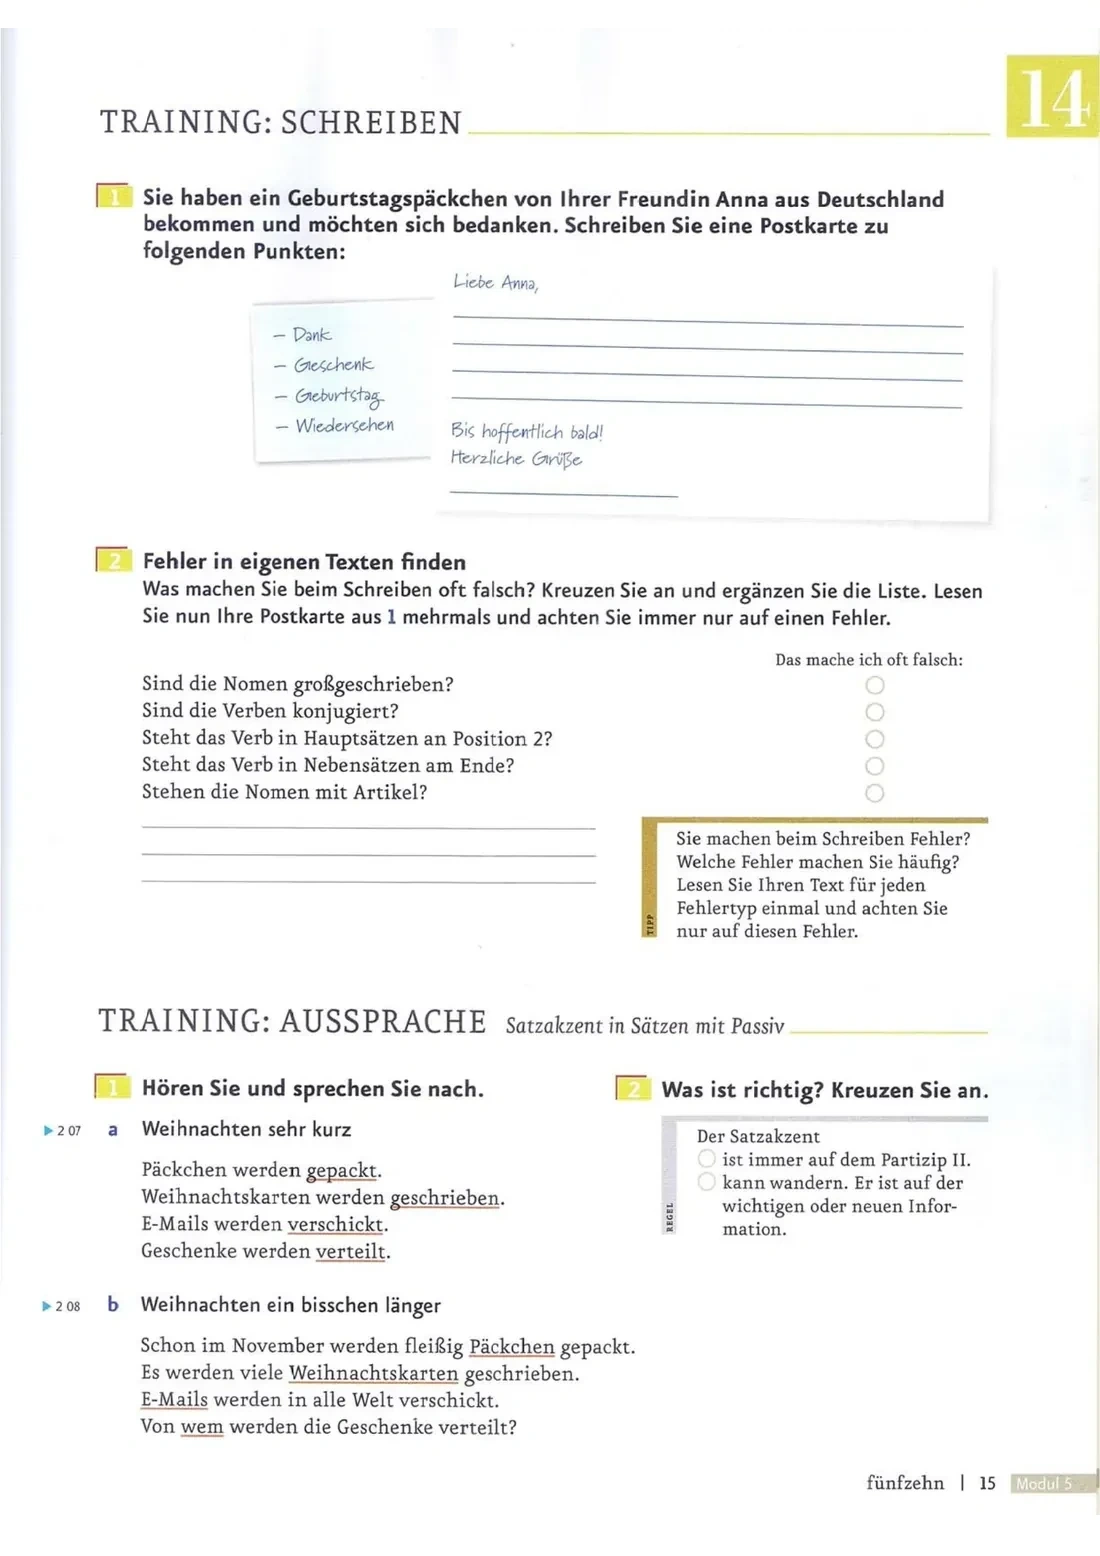 14
TRAINING: SCHREIBEN
1 Sie haben ein Geburtstagspäckchen von Ihrer Freundin Anna aus Deutschland
bekommen und möchten sich bedanken. Schreiben Sie eine Postkarte zu
folgenden Punkten:
– Dank
– Geschenk
– Geburtstag
– Wiedersehen
Liebe Anna,
Bis hoffentlich bald!
Herzliche Grüße
2 Fehler in eigenen Texten finden
Was machen Sie beim Schreiben oft falsch? Kreuzen Sie an und ergänzen Sie die Liste. Lesen
Sie nun Ihre Postkarte aus 1 mehrmals und achten Sie immer nur auf einen Fehler.
Das mache ich oft falsch:
Sind die Nomen großgeschrieben?
Sind die Verben konjugiert?
Steht das Verb in Hauptsätzen an Position 2?
Steht das Verb in Nebensätzen am Ende?
Stehen die Nomen mit Artikel?
TIPP
Sie machen beim Schreiben Fehler?
Welche Fehler machen Sie häufig?
Lesen Sie Ihren Text für jeden
Fehlertyp einmal und achten Sie
nur auf diesen Fehler.
TRAINING: AUSSPRACHE Satzakzent in Sätzen mit Passiv
1 Hören Sie und sprechen Sie nach.
▶ 2 07 a Weihnachten sehr kurz
Päckchen werden gepackt.
Weihnachtskarten werden geschrieben.
E-Mails werden verschickt.
Geschenke werden verteilt.
▶ 2 08 b Weihnachten ein bisschen länger
Schon im November werden fleißig Päckchen gepackt.
Es werden viele Weihnachtskarten geschrieben.
E-Mails werden in alle Welt verschickt.
Von wem werden die Geschenke verteilt?
2 Was ist richtig? Kreuzen Sie an.
REGEL
Der Satzakzent
ist immer auf dem Partizip II.
kann wandern. Er ist auf der
wichtigen oder neuen Infor-
mation.
fünfzehn | 15 Modul 5